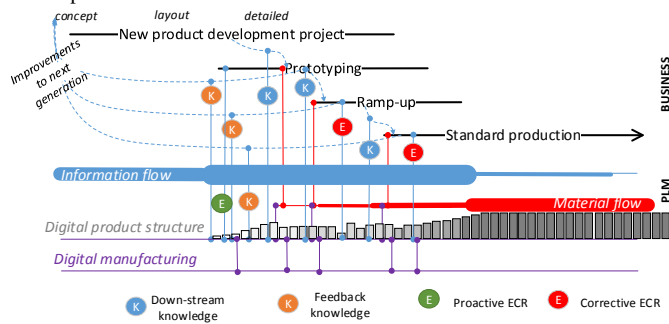 concept layout detailed
New product development project
Improvements
to next
generation
Prototyping
K K K
Ramp-up
K E
K E
Standard production
BUSINESS
Information flow
E K
Material flow
PLM
Digital product structure
Digital manufacturing
K Down-stream
knowledge
K Feedback
knowledge
E Proactive ECR
E Corrective ECR